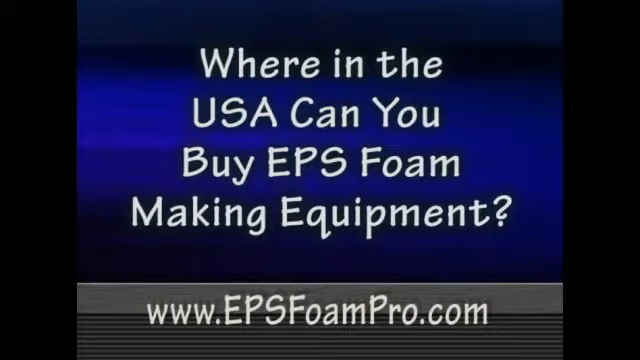 Where in the
USA Can You
Buy EPS Foam
Making Equipment?
www.EPSFoamPro.com